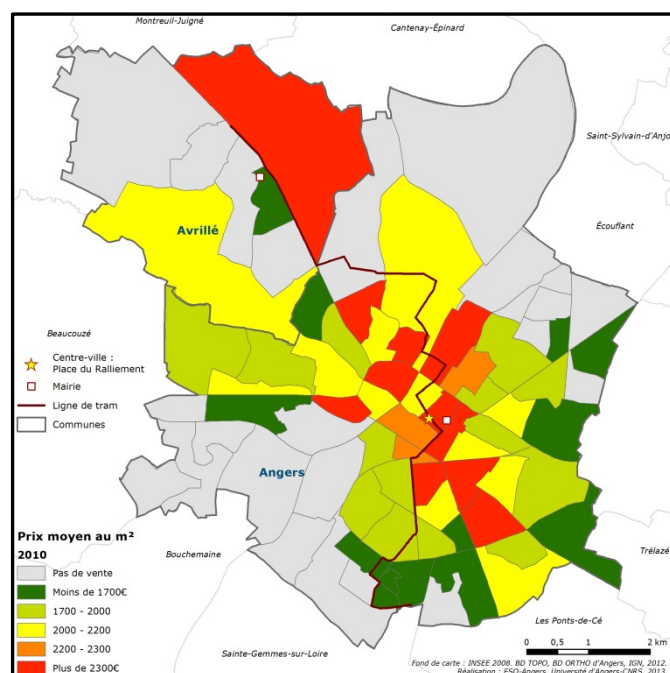 Montreuil-Juigné
Cantenay-Épinard
Saint-Sylvain-d'Anjo
Écouflant
Avrillé
Beaucouzé
Centre-ville :
Place du Ralliement
Mairie
Ligne de tram
Communes
Angers
Prix moyen au m²
2010
Pas de vente
Moins de 1700€
1700 - 2000
2000 - 2200
2200 - 2300
Plus de 2300€
Bouchemaine
Trélazé
Les Ponts-de-Cé
Sainte-Gemmes-sur-Loire
0 0,5 1 2 km
Fond de carte : INSEE 2008. BD TOPO, BD ORTHO d'Angers, IGN, 2012.
Réalisation : ESO-Angers, Université d'Angers-CNRS, 2013.